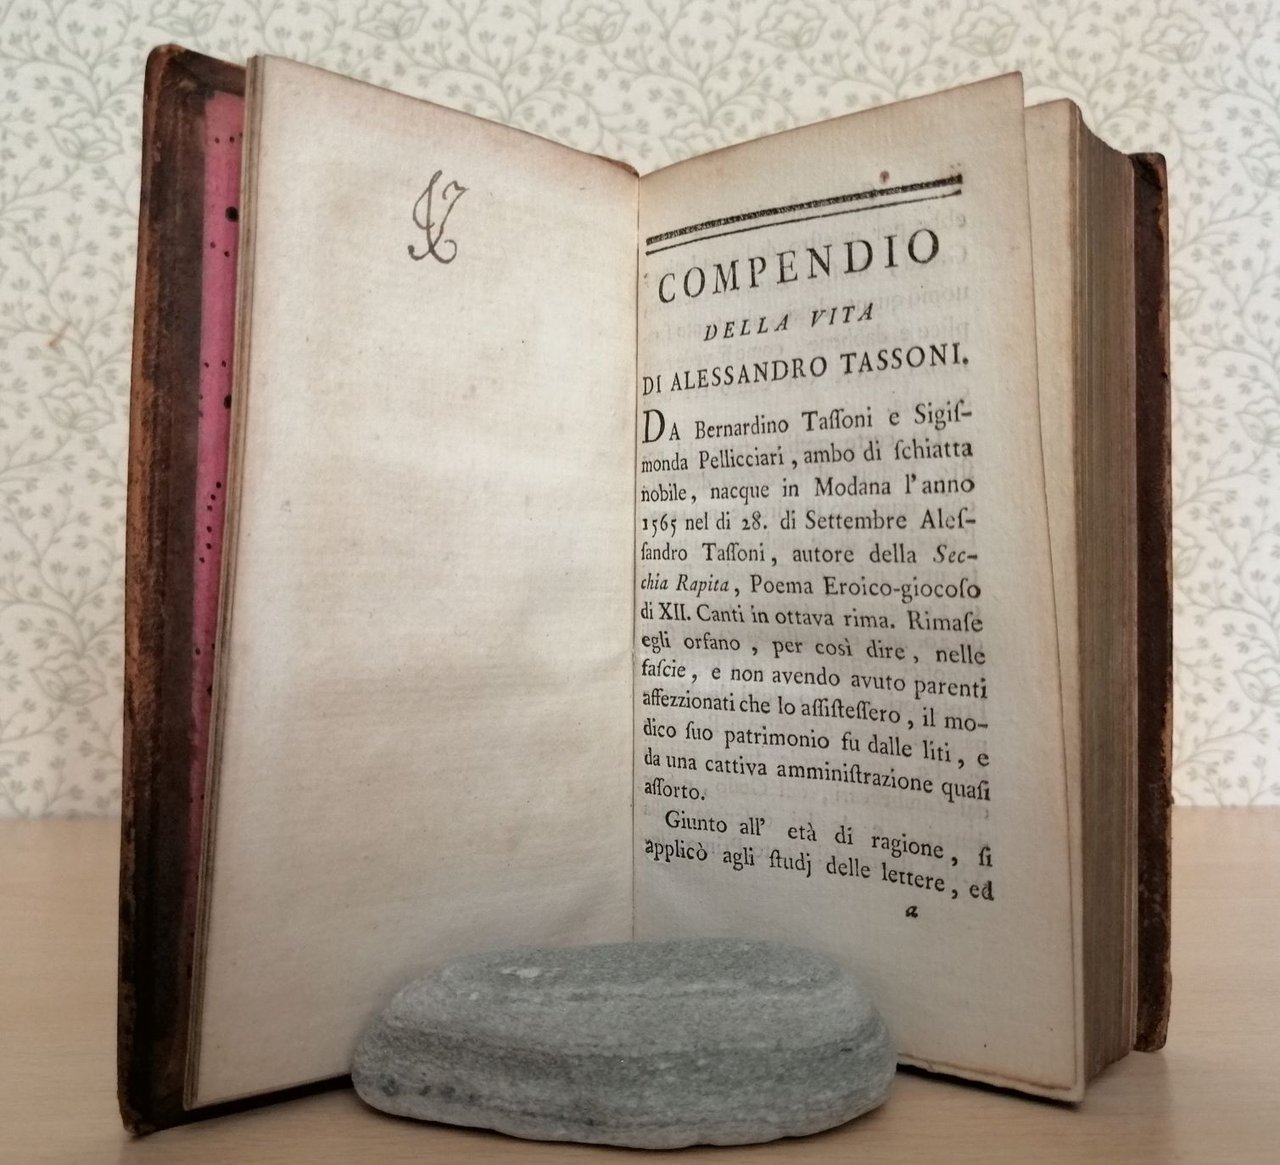 COMPENDIO
DELLA VITA
DI ALESSANDRO TASSONI.
DA Bernardino Taſſoni e Sigiſ-
monda Pellicciari, ambo di ſchiatta
nobile, nacque in Modana l'anno
1565 nel di 28. di Settembre Aleſ-
ſandro Taſſoni, autore della Sec-
chia Rapita, Poema Eroico-giocoſo
di XII. Canti in ottava rima. Rimaſe
egli orfano, per così dire, nelle
faſcie, e non avendo avuto parenti
affezzionati che lo aſſiſteſſero, il mo-
dico ſuo patrimonio fu dalle liti, e
da una cattiva amminiſtrazione quaſi
aſſorto.
Giunto all' età di ragione, ſi
applicò agli ſtudj delle lettere, ed
a